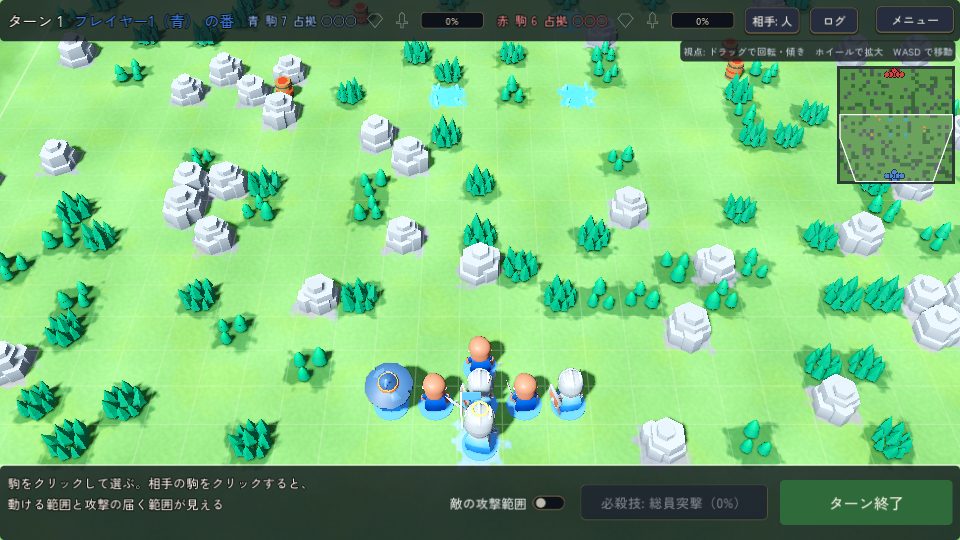 ターン 1 プレイヤー1（青） の番 青 駒 7 占拠 〇〇〇 0% 赤 駒 6 占拠 〇〇〇 0% 相手: 人 ログ メニュー
視点: ドラッグで回転・傾き ホイールで拡大 WASD で移動
駒をクリックして選ぶ。相手の駒をクリックすると、
動ける範囲と攻撃の届く範囲が見える
敵の攻撃範囲 必殺技: 総員突撃（0%） ターン終了